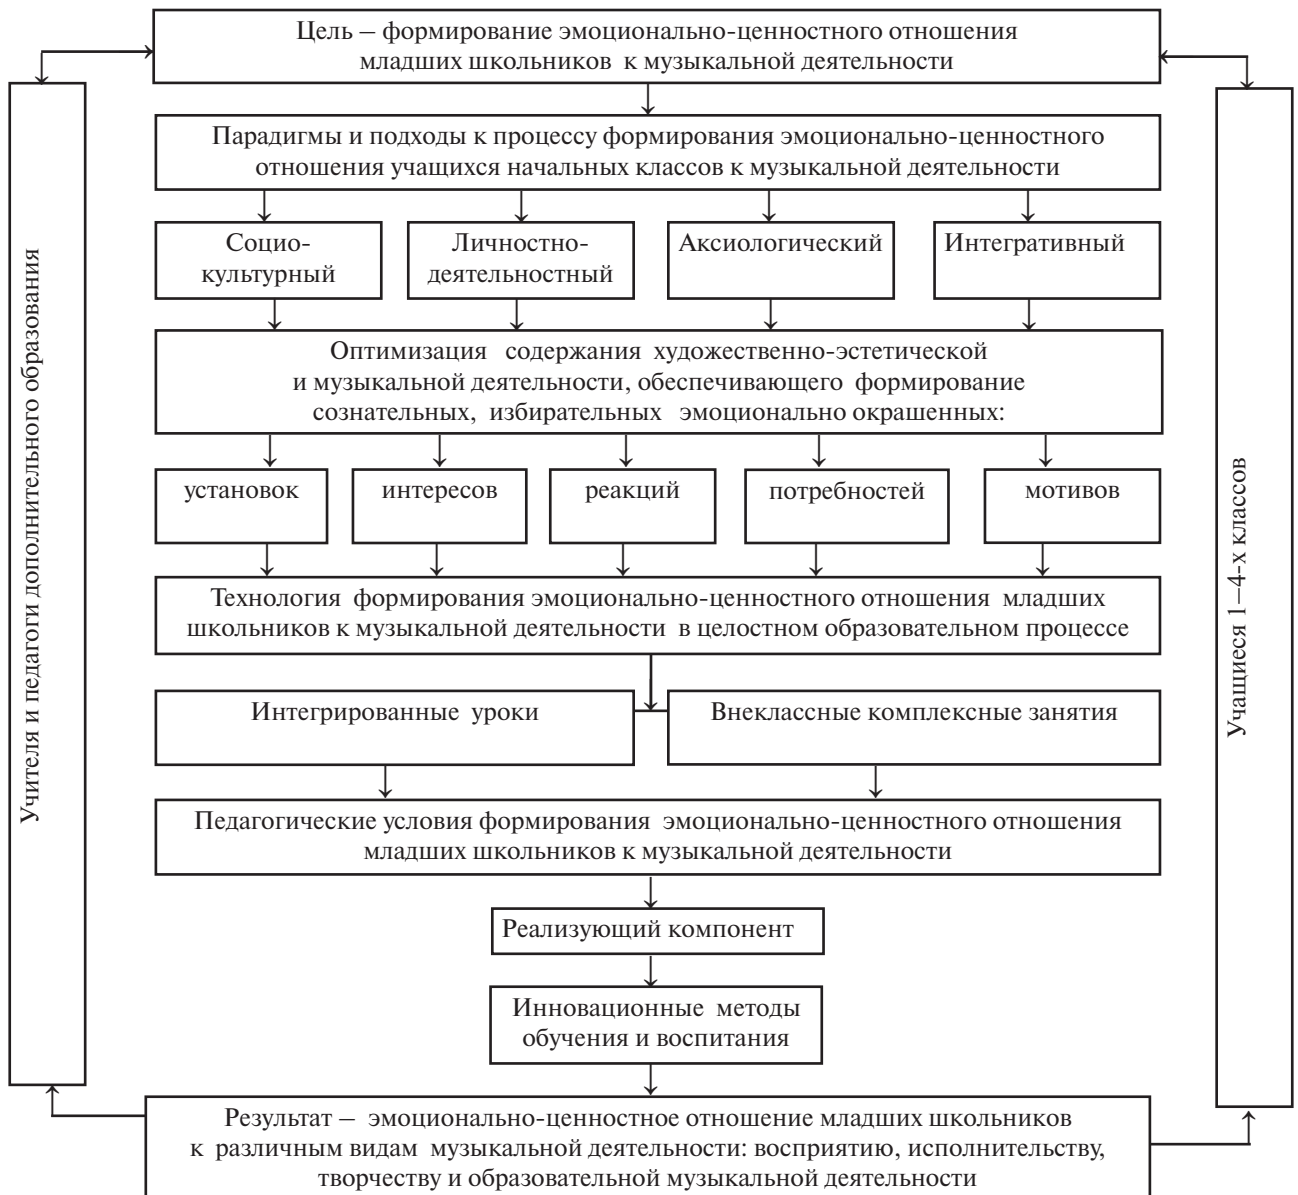 Цель – формирование эмоционально-ценностного отношения
младших школьников к музыкальной деятельности
Учителя и педагоги дополнительного образования
Учащиеся 1–4-х классов
Парадигмы и подходы к процессу формирования эмоционально-ценностного
отношения учащихся начальных классов к музыкальной деятельности
Социо-
культурный
Личностно-
деятельностный
Аксиологический
Интегративный
Оптимизация содержания художественно-эстетической
и музыкальной деятельности, обеспечивающего формирование
сознательных, избирательных эмоционально окрашенных:
установок
интересов
реакций
потребностей
мотивов
Технология формирования эмоционально-ценностного отношения младших
школьников к музыкальной деятельности в целостном образовательном процессе
Интегрированные уроки
Внеклассные комплексные занятия
Педагогические условия формирования эмоционально-ценностного отношения
младших школьников к музыкальной деятельности
Реализующий компонент
Инновационные методы
обучения и воспитания
Результат – эмоционально-ценностное отношение младших школьников
к различным видам музыкальной деятельности: восприятию, исполнительству,
творчеству и образовательной музыкальной деятельности